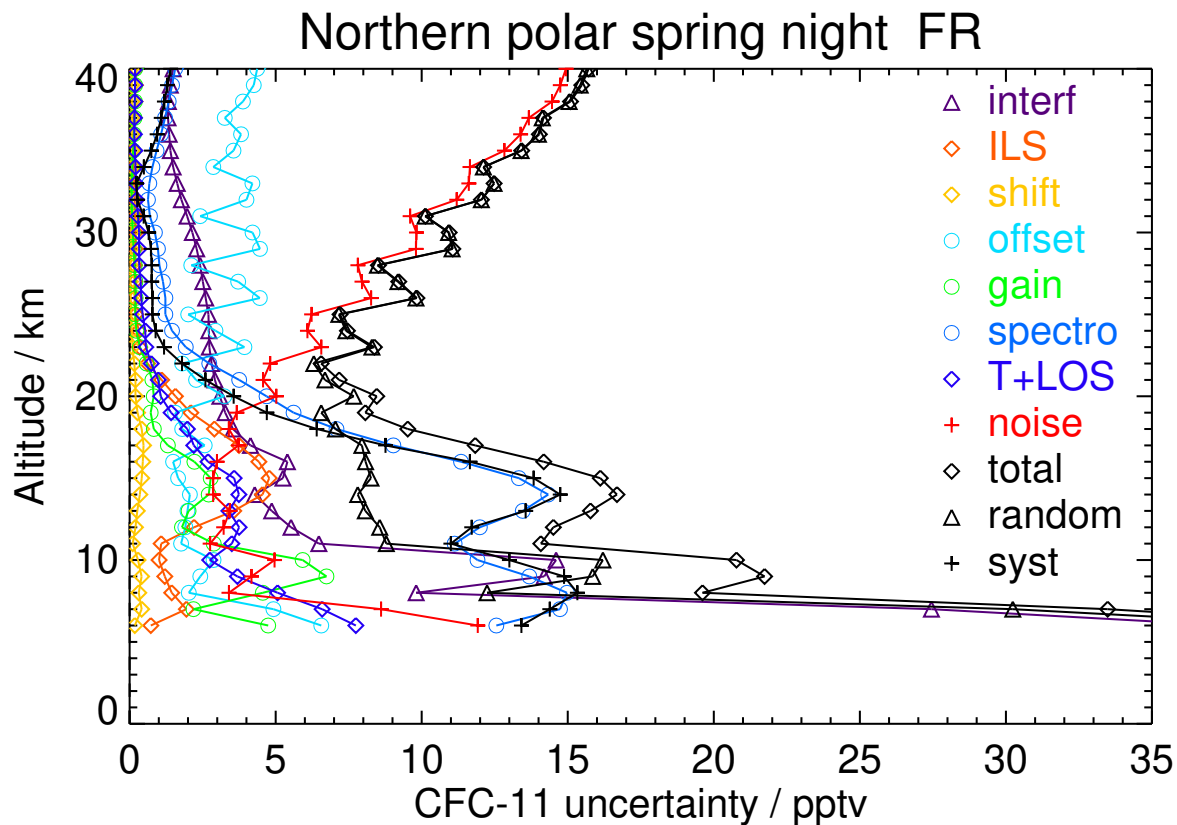 Northern polar spring night FR
40
30
20
10
0
Altitude / km
interf
ILS
shift
offset
gain
spectro
T+LOS
noise
total
random
syst
0 5 10 15 20 25 30 35
CFC-11 uncertainty / pptv